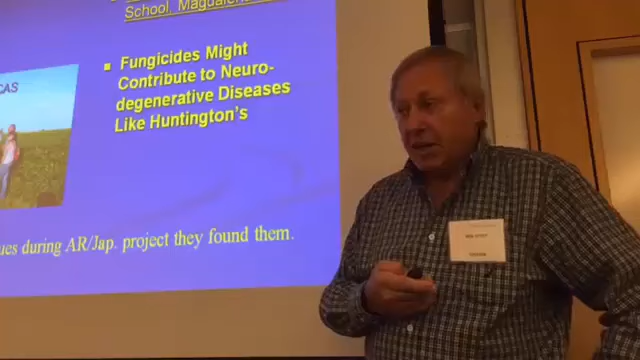 School, Magdalena
▪ Fungicides Might
Contribute to Neuro-
degenerative Diseases
Like Huntington's
CAS
ues during AR/Jap. project they found them.